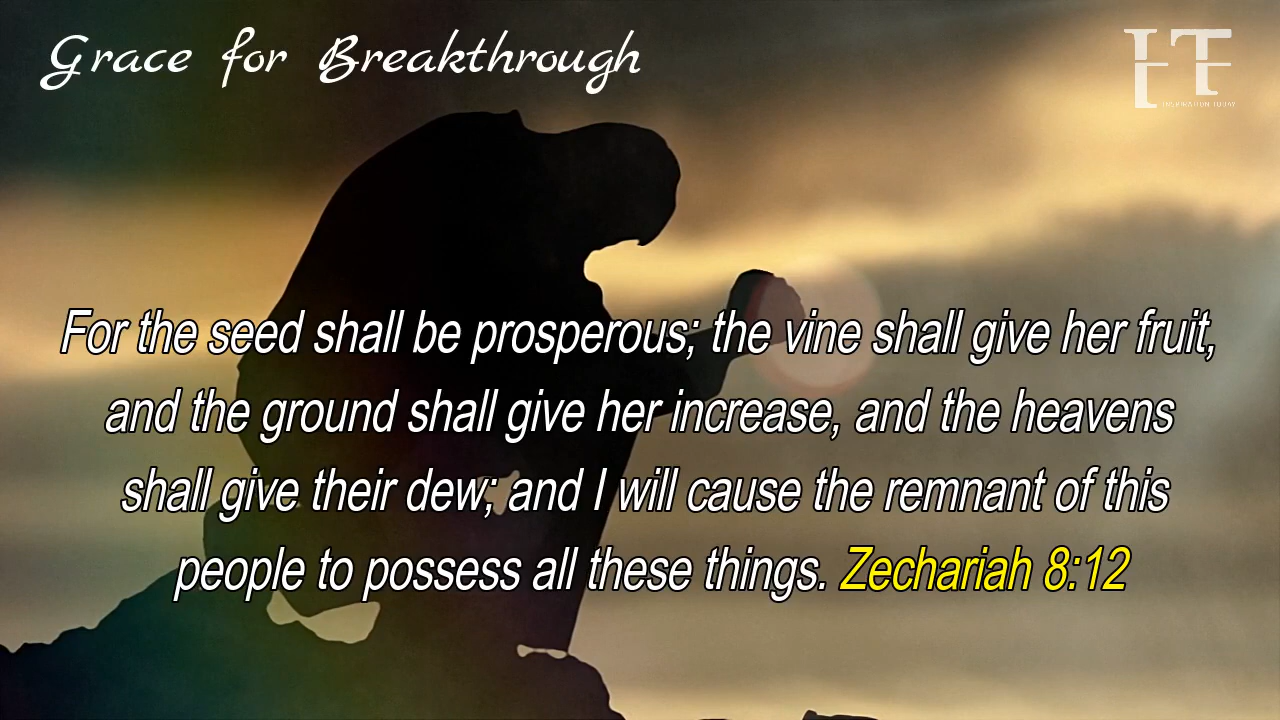 Grace for Breakthrough
INSPIRATION TODAY
For the seed shall be prosperous; the vine shall give her fruit,
and the ground shall give her increase, and the heavens
shall give their dew; and I will cause the remnant of this
people to possess all these things. Zechariah 8:12